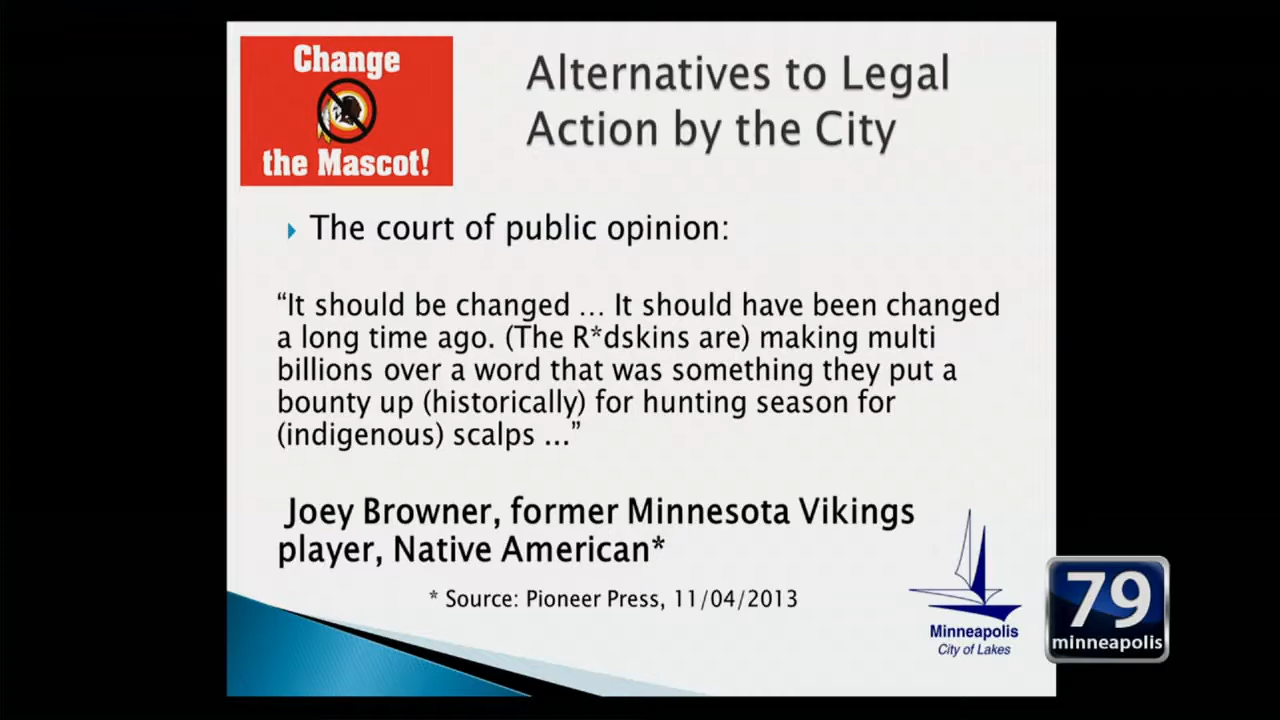 Change
the Mascot!
Alternatives to Legal
Action by the City
The court of public opinion:
“It should be changed … It should have been changed
a long time ago. (The R*dskins are) making multi
billions over a word that was something they put a
bounty up (historically) for hunting season for
(indigenous) scalps …”
Joey Browner, former Minnesota Vikings
player, Native American*
* Source: Pioneer Press, 11/04/2013
Minneapolis
City of Lakes
79
minneapolis